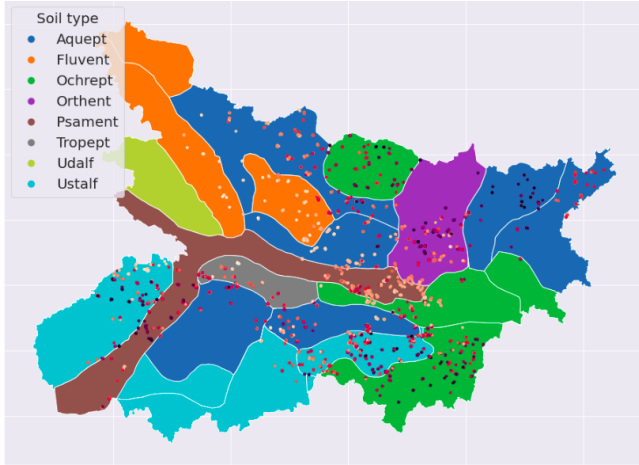 Soil type
Aquept
Fluvent
Ochrept
Orthent
Psament
Tropept
Udalf
Ustalf